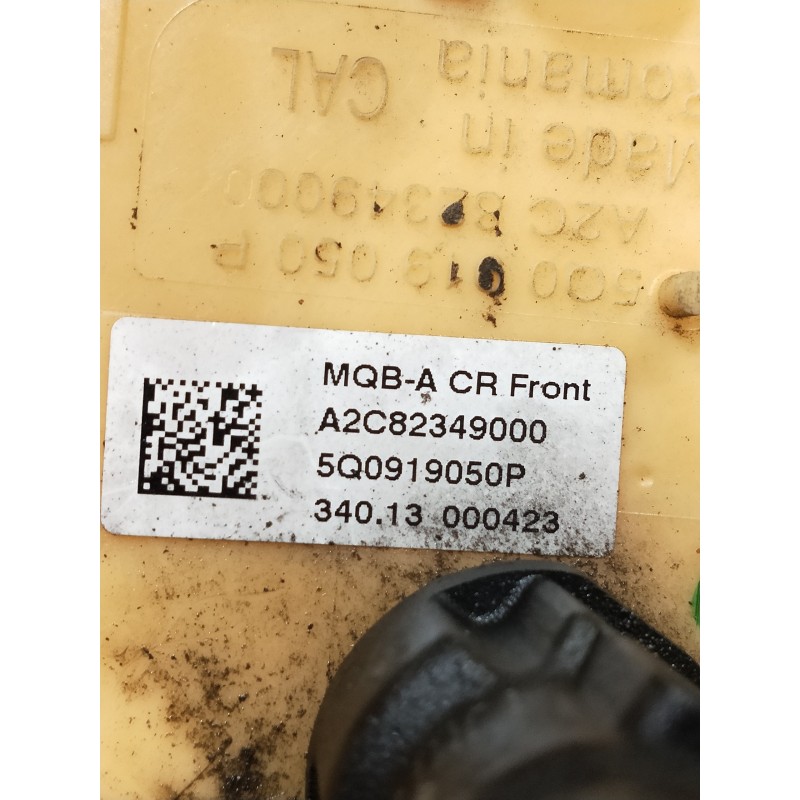 CAL
Romania
Made in
A2C 82349000
5Q0 919 050 P
MQB-A CR Front
A2C82349000
5Q0919050P
340.13 000423